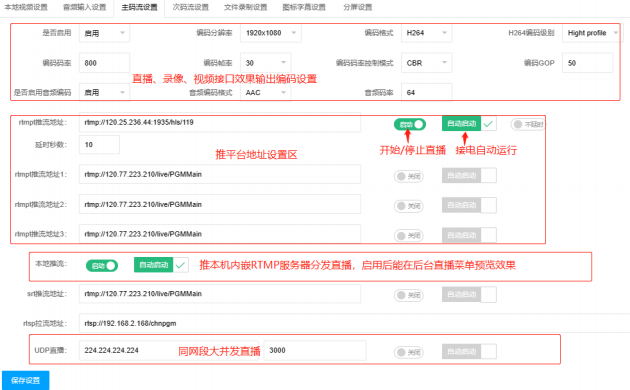 本地视频设置 音频输入设置 主码流设置 次码流设置 文件录制设置 图标字幕设置 分屏设置
是否启用 启用 编码分辨率 1920x1080 编码格式 H264 H264编码级别 Hight profile
编码码率 800 编码帧率 30 编码码率控制模式 CBR 编码GOP 50
直播、录像、视频接口效果输出编码设置
是否启用音频编码 启用 音频编码格式 AAC 音频码率 64
rtmpt推流地址: rtmp://120.25.236.44:1935/hls/119 启动 自动启动 不延时
延时秒数: 10
推平台地址设置区 开始/停止直播 接电自动运行
rtmpt推流地址1: rtmp://120.77.223.210/live/PGMMain 关闭 自动启动
rtmpt推流地址2: rtmp://120.77.223.210/live/PGMMain 关闭 自动启动
rtmpt推流地址3: rtmp://120.77.223.210/live/PGMMain 关闭 自动启动
本地推流: 启动 自动启动 推本机内嵌RTMP服务器分发直播，启用后能在后台直播菜单预览效果
srt推流地址: rtmp://120.77.223.210/live/PGMMain 关闭 自动启动
rtsp拉流地址: rtsp://192.168.2.168/chnpgm
UDP直播: 224.224.224.224 同网段大并发直播 3000 关闭 自动启动
保存设置